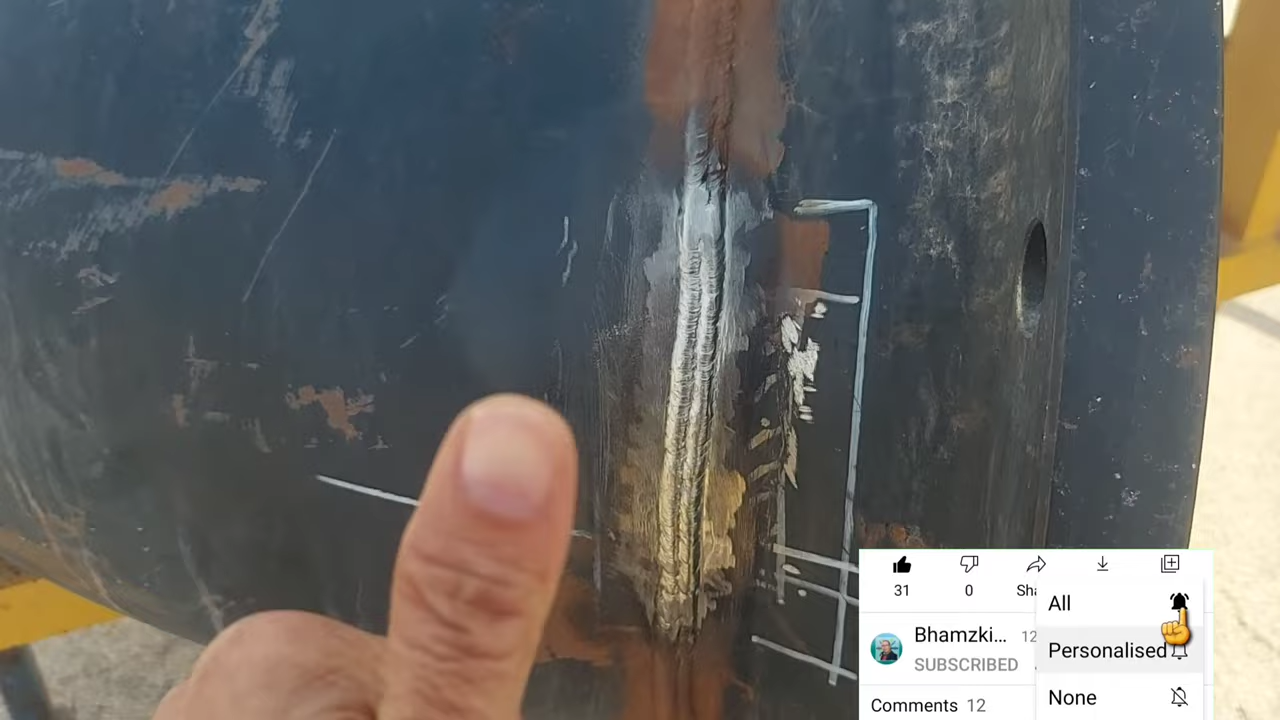 31
0
Sha
All
Bhamzki...
12
SUBSCRIBED
Personalised
Comments 12
None